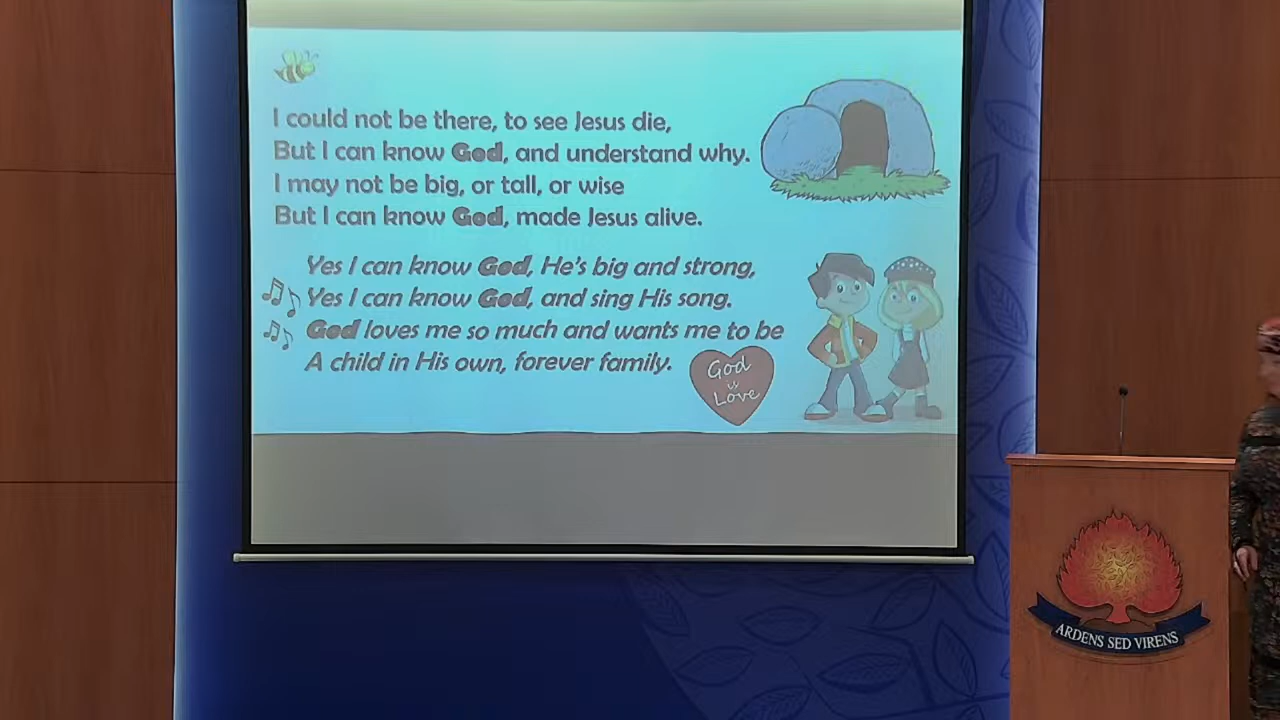 I could not be there, to see Jesus die,
But I can know God, and understand why.
I may not be big, or tall, or wise
But I can know God, made Jesus alive.
Yes I can know God, He's big and strong,
Yes I can know God, and sing His song.
God loves me so much and wants me to be
A child in His own, forever family.
God
is
Love
ARDENS SED VIRENS